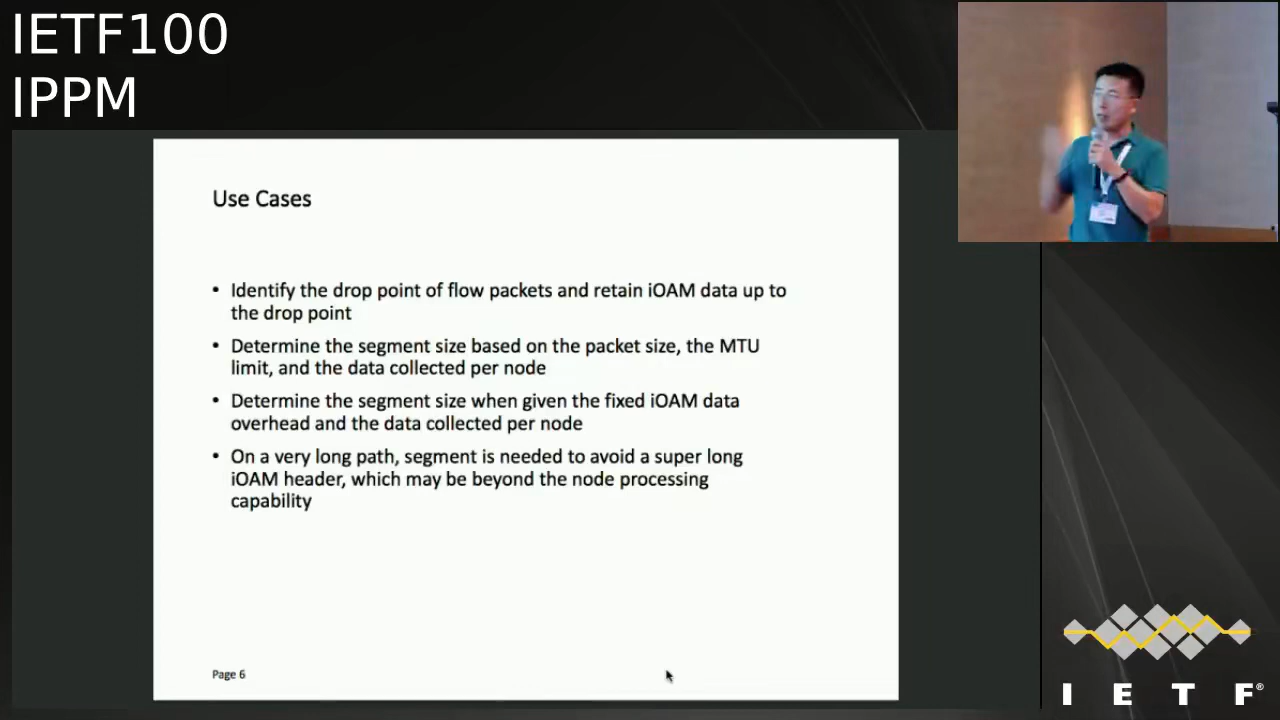 IETF100
IPPM
Use Cases
• Identify the drop point of flow packets and retain iOAM data up to
the drop point
• Determine the segment size based on the packet size, the MTU
limit, and the data collected per node
• Determine the segment size when given the fixed iOAM data
overhead and the data collected per node
• On a very long path, segment is needed to avoid a super long
iOAM header, which may be beyond the node processing
capability
Page 6
I E T F®